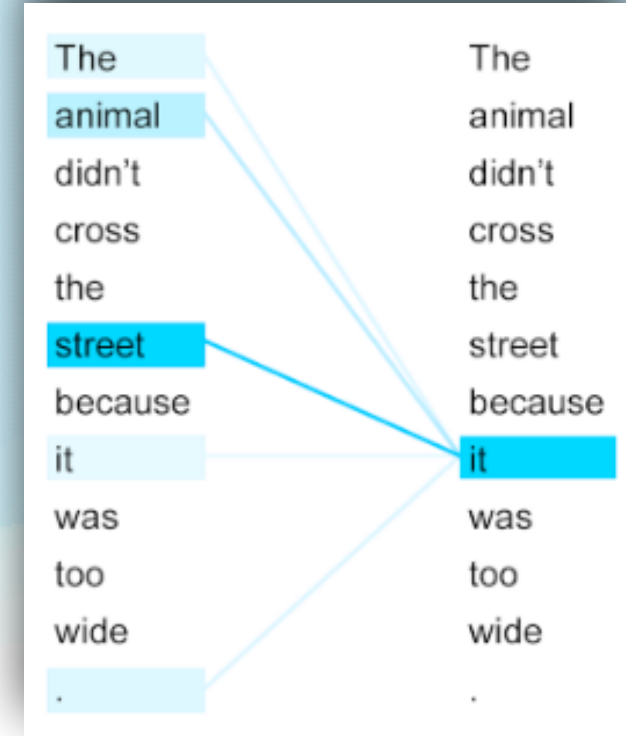 The The
animal animal
didn't didn't
cross cross
the the
street street
because because
it it
was was
too too
wide wide
. .